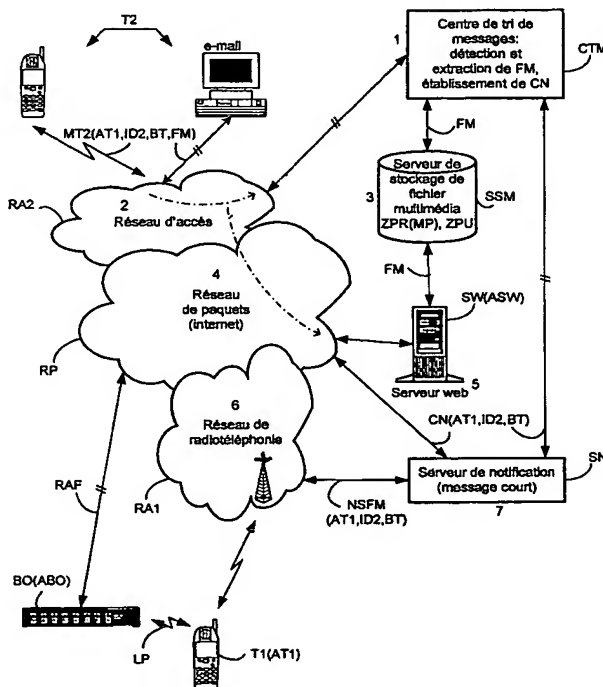 T2
e-mail
1
Centre de tri de
messages:
détection et
extraction de FM,
établissement de CN
CTM
MT2(AT1,ID2,BT,FM)
FM
RA2
2
Réseau d'accès
3
Serveur de
stockage de
fichier
multimédia
ZPR(MP), ZPU
SSM
4
Réseau
de paquets
(internet)
FM
SW(ASW)
RP
Serveur web
5
6
Réseau de
radiotéléphonie
CN(AT1,ID2,BT)
RAF
RA1
Serveur de notification
(message court)
SN
7
NSFM
(AT1,ID2,BT)
BO(ABO)
LP
T1(AT1)